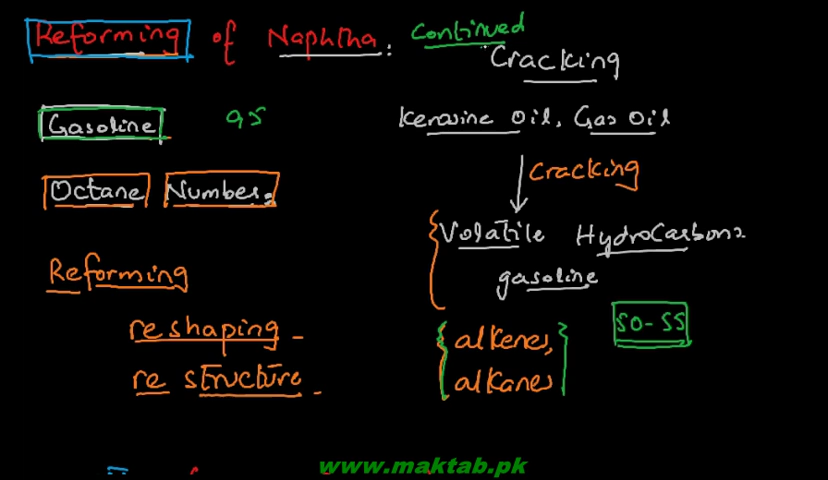 Reforming of Naphtha. Continued
Cracking
Gasoline 95
Kerosine oil, Gas Oil
Octane Number.
Cracking
Volatile HydroCarbons
gasoline
Reforming
reshaping
re structure.
50-55
alkenes,
alkanes
www.maktab.pk